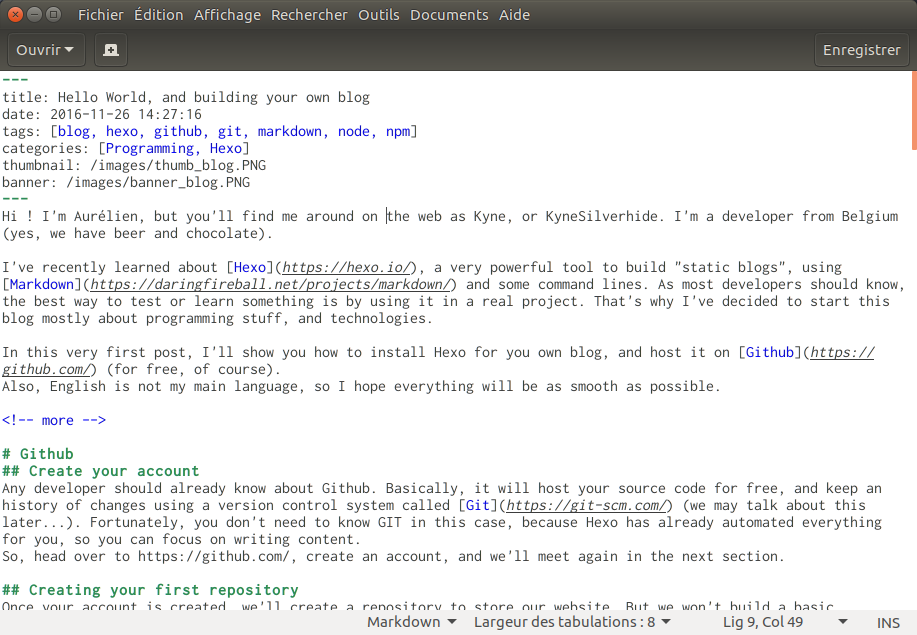 Fichier Édition Affichage Rechercher Outils Documents Aide
Ouvrir Enregistrer
---
title: Hello World, and building your own blog
date: 2016-11-26 14:27:16
tags: [blog, hexo, github, git, markdown, node, npm]
categories: [Programming, Hexo]
thumbnail: /images/thumb_blog.PNG
banner: /images/banner_blog.PNG
---
Hi ! I'm Aurélien, but you'll find me around on the web as Kyne, or KyneSilverhide. I'm a developer from Belgium
(yes, we have beer and chocolate).
I've recently learned about [Hexo](https://hexo.io/), a very powerful tool to build "static blogs", using
[Markdown](https://daringfireball.net/projects/markdown/) and some command lines. As most developers should know,
the best way to test or learn something is by using it in a real project. That's why I've decided to start this
blog mostly about programming stuff, and technologies.
In this very first post, I'll show you how to install Hexo for you own blog, and host it on [Github](https://
github.com/) (for free, of course).
Also, English is not my main language, so I hope everything will be as smooth as possible.
<!-- more -->
# Github
## Create your account
Any developer should already know about Github. Basically, it will host your source code for free, and keep an
history of changes using a version control system called [Git](https://git-scm.com/) (we may talk about this
later...). Fortunately, you don't need to know GIT in this case, because Hexo has already automated everything
for you, so you can focus on writing content.
So, head over to https://github.com/, create an account, and we'll meet again in the next section.
## Creating your first repository
Once your account is created, we'll create a repository to store our website. But we won't build a basic
Markdown Largeur des tabulations : 8 Lig 9, Col 49 INS